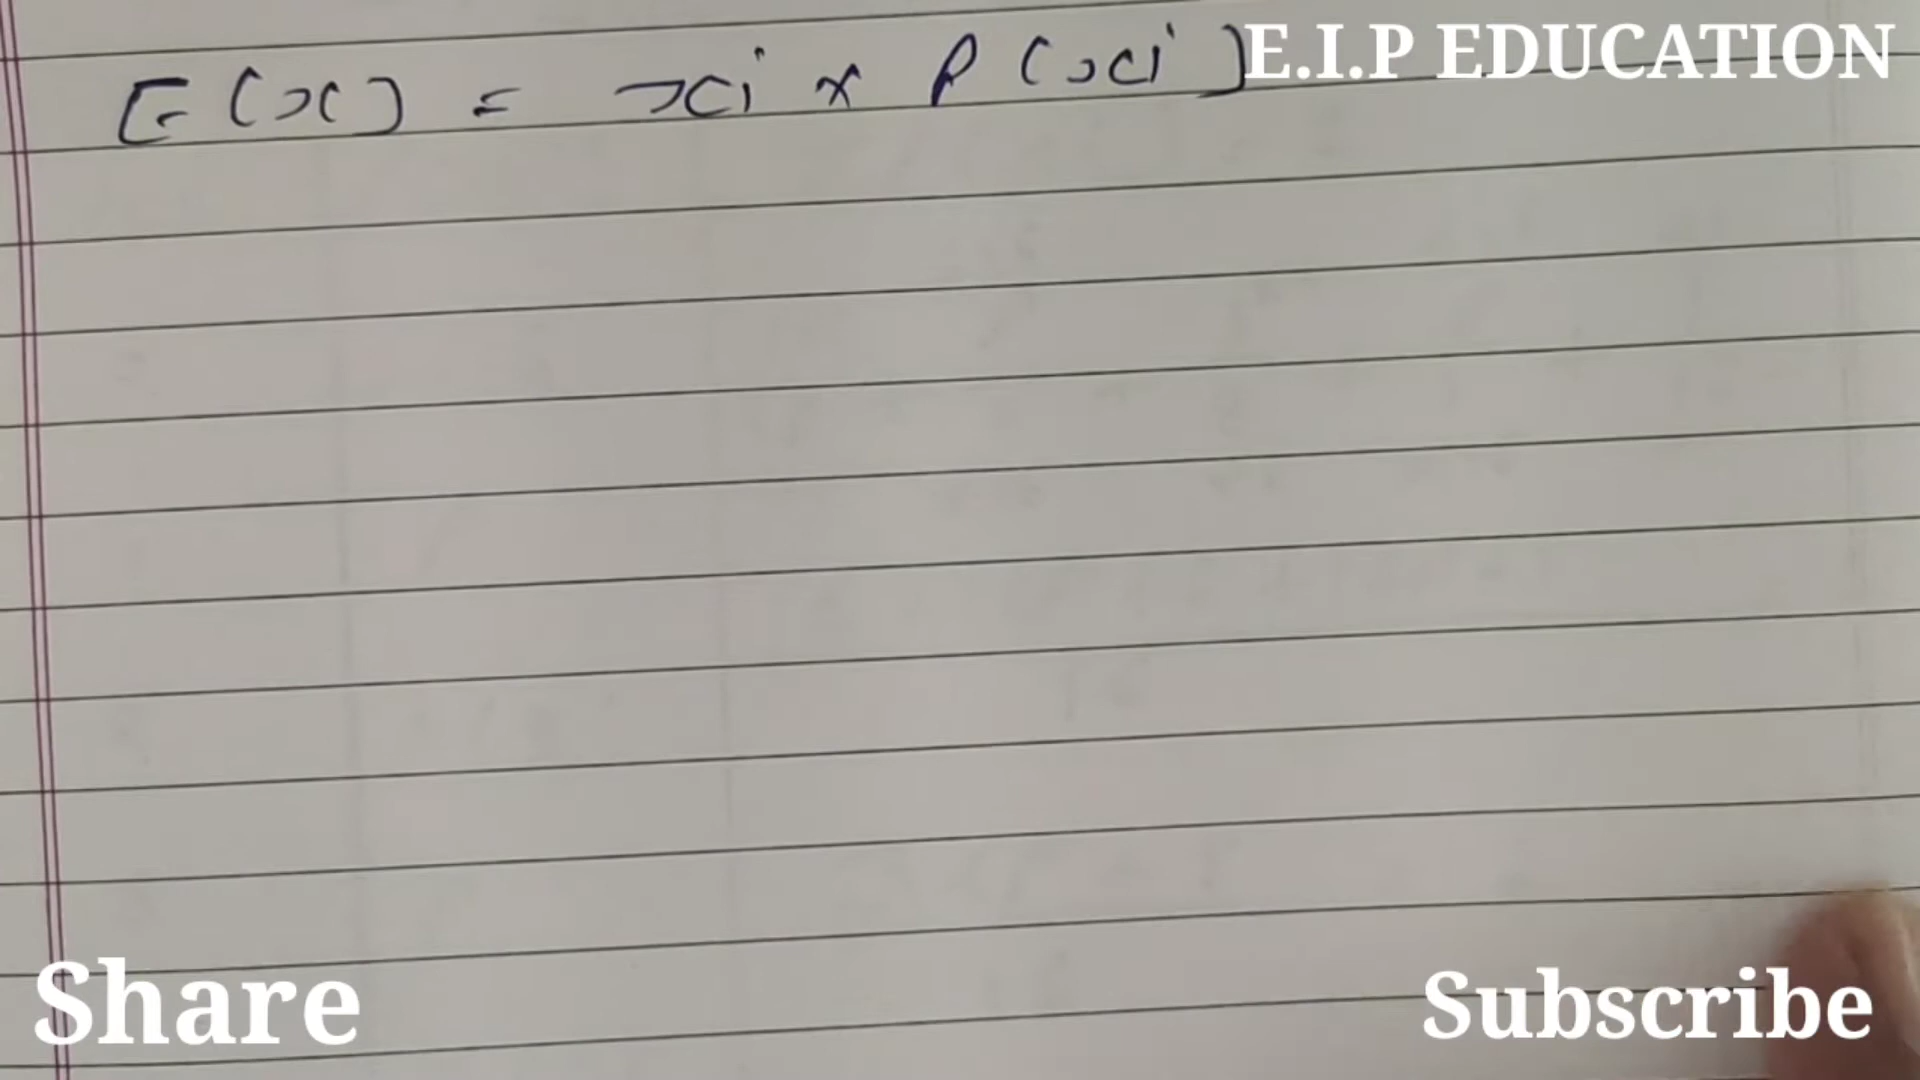 E(x) = xi × P(xi)
E.I.P EDUCATION
Share
Subscribe